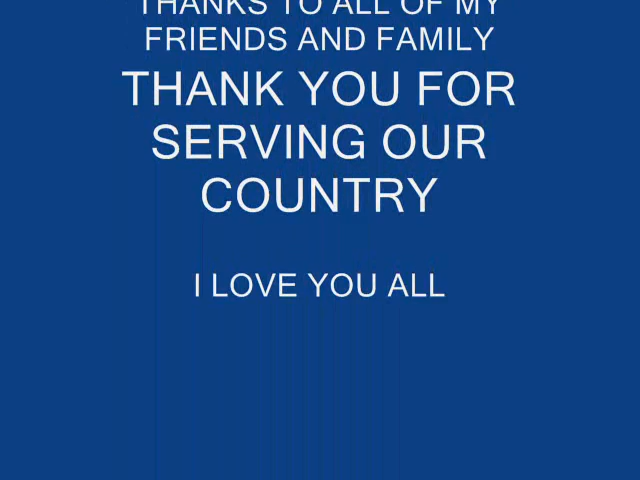 THANKS TO ALL OF MY
FRIENDS AND FAMILY
THANK YOU FOR
SERVING OUR
COUNTRY
I LOVE YOU ALL